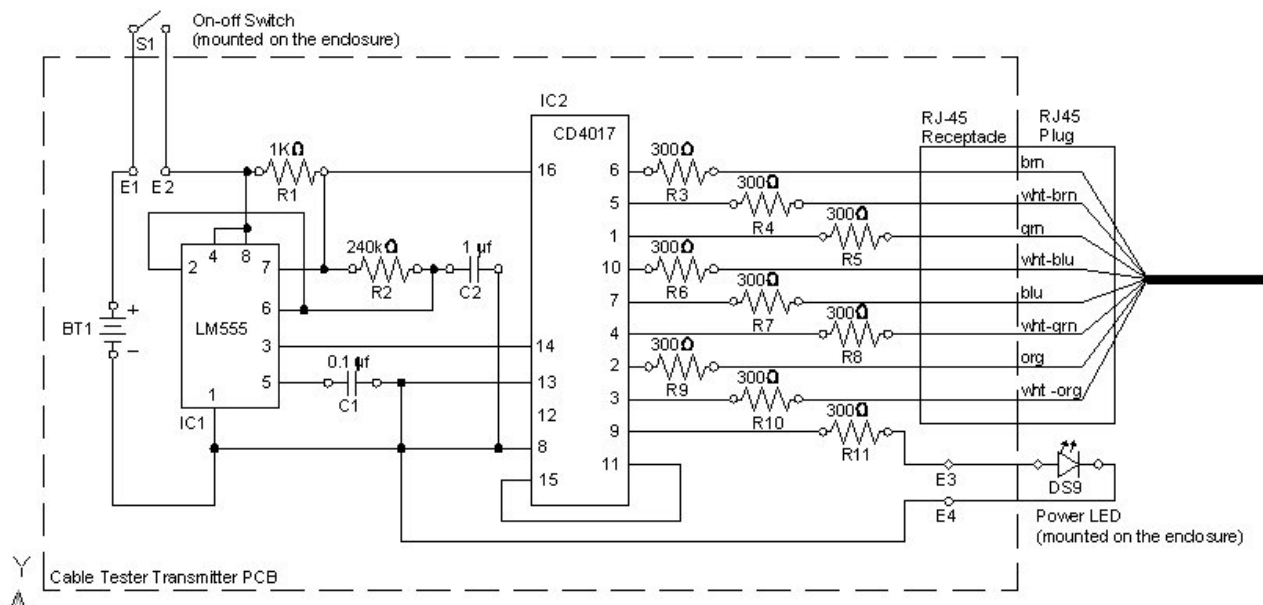 On-off Switch
(mounted on the enclosure)
S1
IC2
CD4017
RJ-45
Receptacle
RJ45
Plug
E1 E2
1KΩ
R1
16
6
300Ω
R3
brn
5
300Ω
R4
wht-brn
1
300Ω
R5
grn
10
300Ω
R6
wht-blu
7
300Ω
R7
blu
4
300Ω
R8
wht-grn
2
300Ω
R9
org
3
300Ω
R10
wht -org
9
300Ω
R11
11
4 8
2
7
240kΩ
R2
1 µf
C2
6
LM555
3
14
5
0.1 µf
C1
13
12
1
IC1
8
15
BT1
+
−
E3
E4
DS9
Power LED
(mounted on the enclosure)
Cable Tester Transmitter PCB
Y